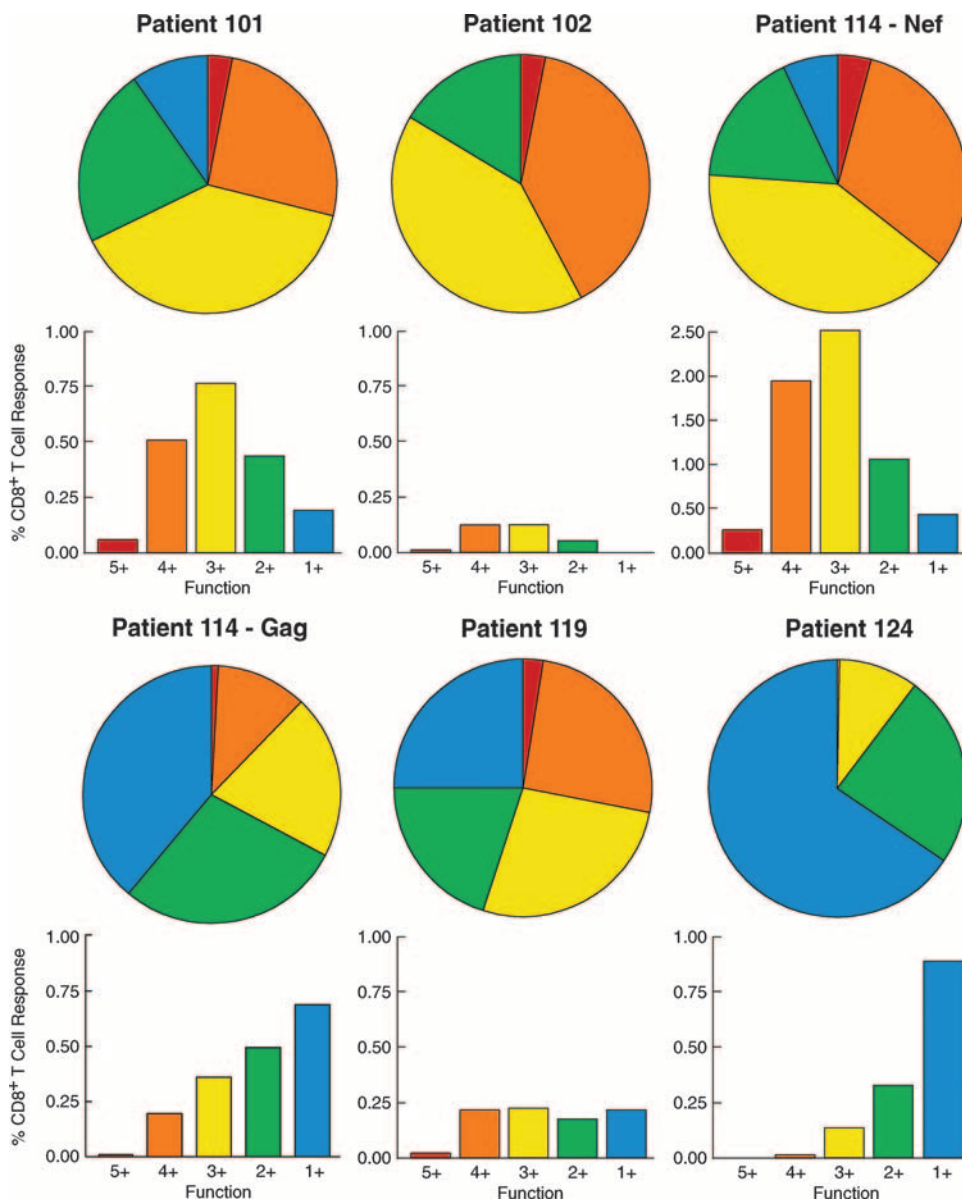 Patient 101
Patient 102
Patient 114 - Nef
% CD8+ T Cell Response
1.00
0.75
0.50
0.25
0.00
5+ 4+ 3+ 2+ 1+
Function
1.00
0.75
0.50
0.25
0.00
5+ 4+ 3+ 2+ 1+
Function
2.50
2.00
1.50
1.00
0.50
0.00
5+ 4+ 3+ 2+ 1+
Function
Patient 114 - Gag
Patient 119
Patient 124
% CD8+ T Cell Response
1.00
0.75
0.50
0.25
0.00
5+ 4+ 3+ 2+ 1+
Function
1.00
0.75
0.50
0.25
0.00
5+ 4+ 3+ 2+ 1+
Function
1.00
0.75
0.50
0.25
0.00
5+ 4+ 3+ 2+ 1+
Function